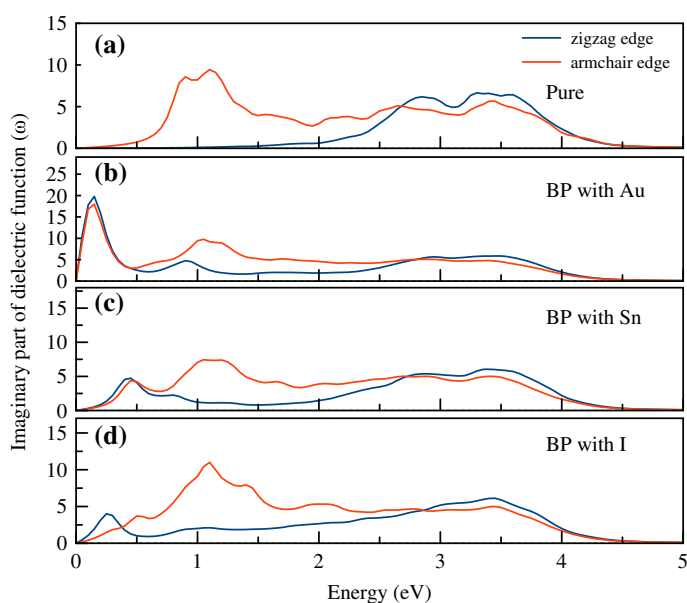 Imaginary part of dielectric function (ω)
15
(a)
zigzag edge
armchair edge
10
Pure
5
0
25
(b)
20
BP with Au
15
10
5
0
15
(c)
BP with Sn
10
5
0
15
(d)
BP with I
10
5
0
0 1 2 3 4 5
Energy (eV)